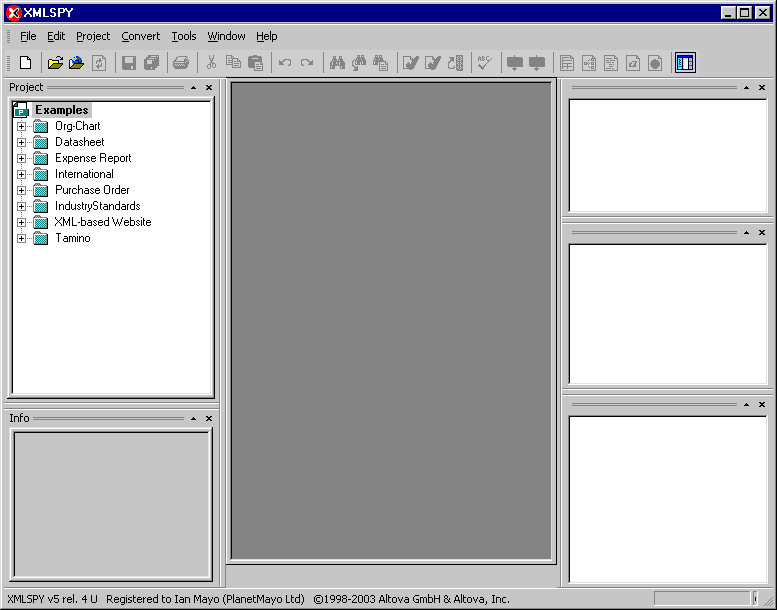 XMLSPY
File Edit Project Convert Tools Window Help
ABC
Project
Examples
Org-Chart
Datasheet
Expense Report
International
Purchase Order
IndustryStandards
XML-based Website
Tamino
Info
XMLSPY v5 rel. 4 U Registered to Ian Mayo (PlanetMayo Ltd) ©1998-2003 Altova GmbH & Altova, Inc.